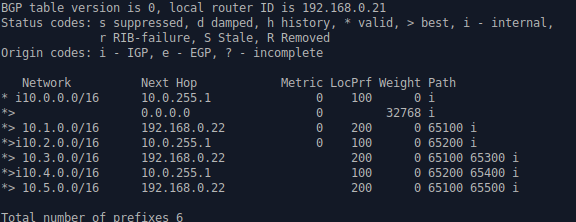 BGP table version is 0, local router ID is 192.168.0.21
Status codes: s suppressed, d damped, h history, * valid, > best, i - internal,
              r RIB-failure, S Stale, R Removed
Origin codes: i - IGP, e - EGP, ? - incomplete

   Network          Next Hop            Metric LocPrf Weight Path
* i10.0.0.0/16      10.0.255.1               0    100      0 i
*>                  0.0.0.0                  0         32768 i
*> 10.1.0.0/16      192.168.0.22             0    200      0 65100 i
*>i10.2.0.0/16      10.0.255.1               0    100      0 65200 i
*> 10.3.0.0/16      192.168.0.22                  200      0 65100 65300 i
*>i10.4.0.0/16      10.0.255.1                    100      0 65200 65400 i
*> 10.5.0.0/16      192.168.0.22                  200      0 65100 65500 i

Total number of prefixes 6